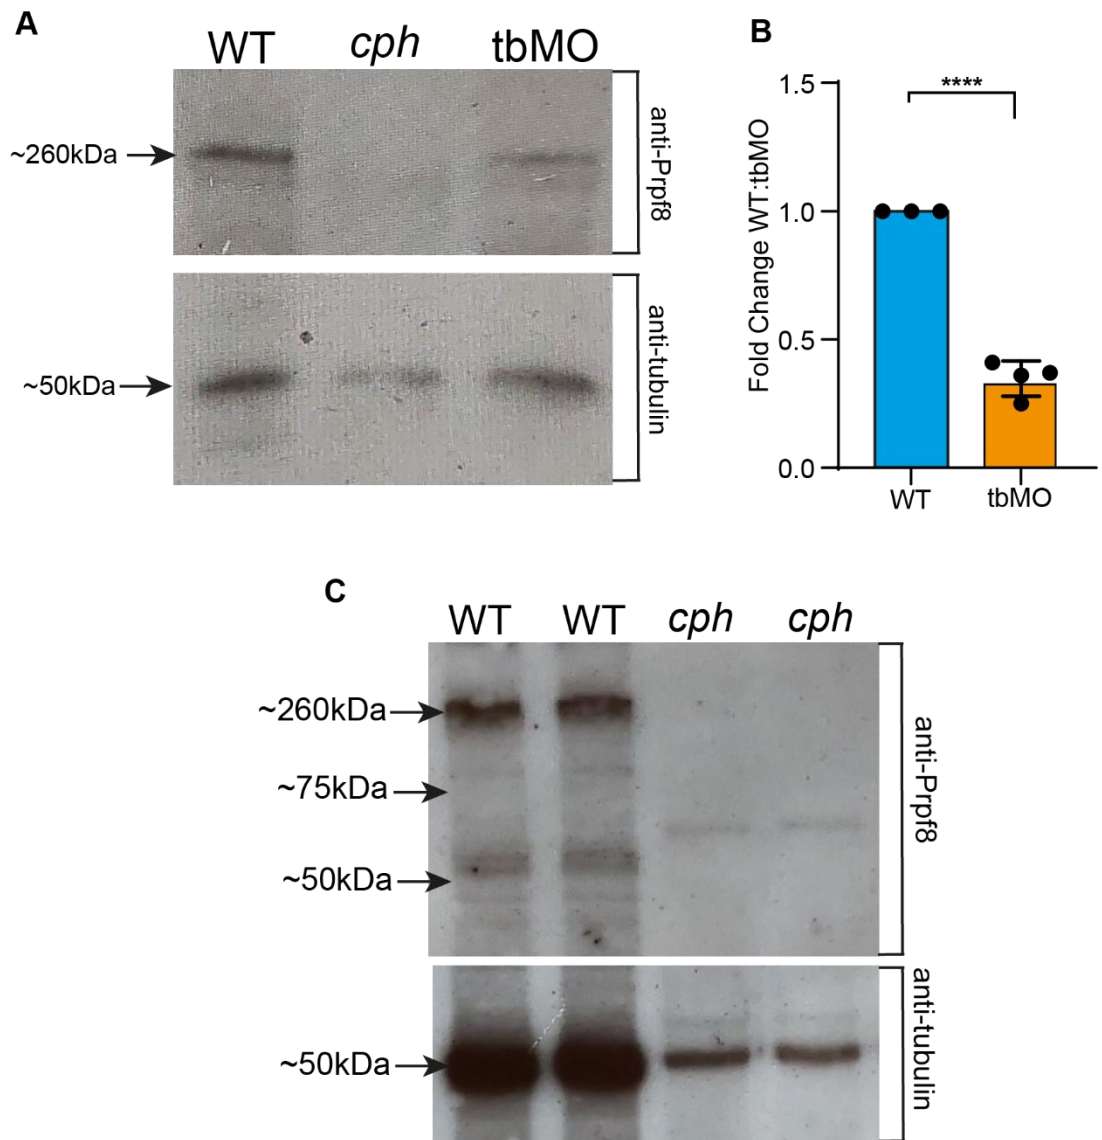 A
WT cph tbMO
~260kDa
anti-Prpf8
~50kDa
anti-tubulin
B
****
Fold Change WT:tbMO
1.5
1.0
0.5
0.0
WT tbMO
C
WT WT cph cph
~260kDa
~75kDa
~50kDa
anti-Prpf8
~50kDa
anti-tubulin